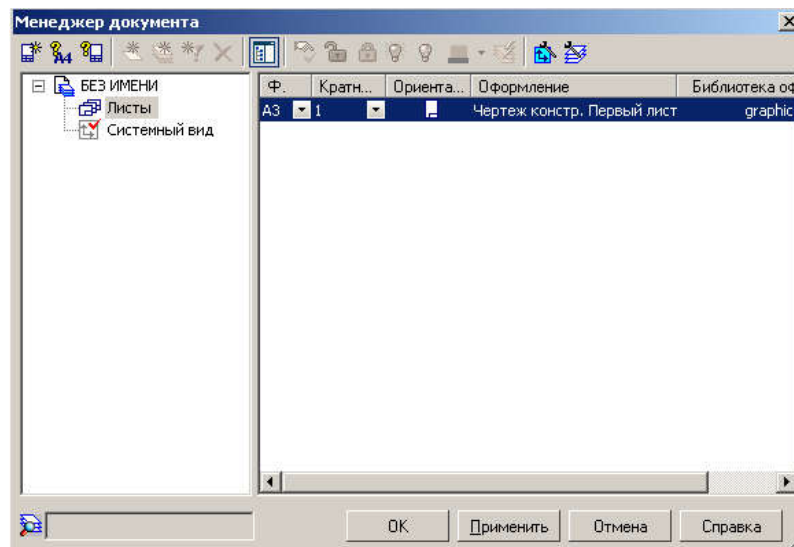 Менеджер документа
A4
БЕЗ ИМЕНИ
Листы
Системный вид
Ф. Кратн... Ориента... Оформление Библиотека оф
A3 1 Чертеж констр. Первый лист graphic
OK Применить Отмена Справка